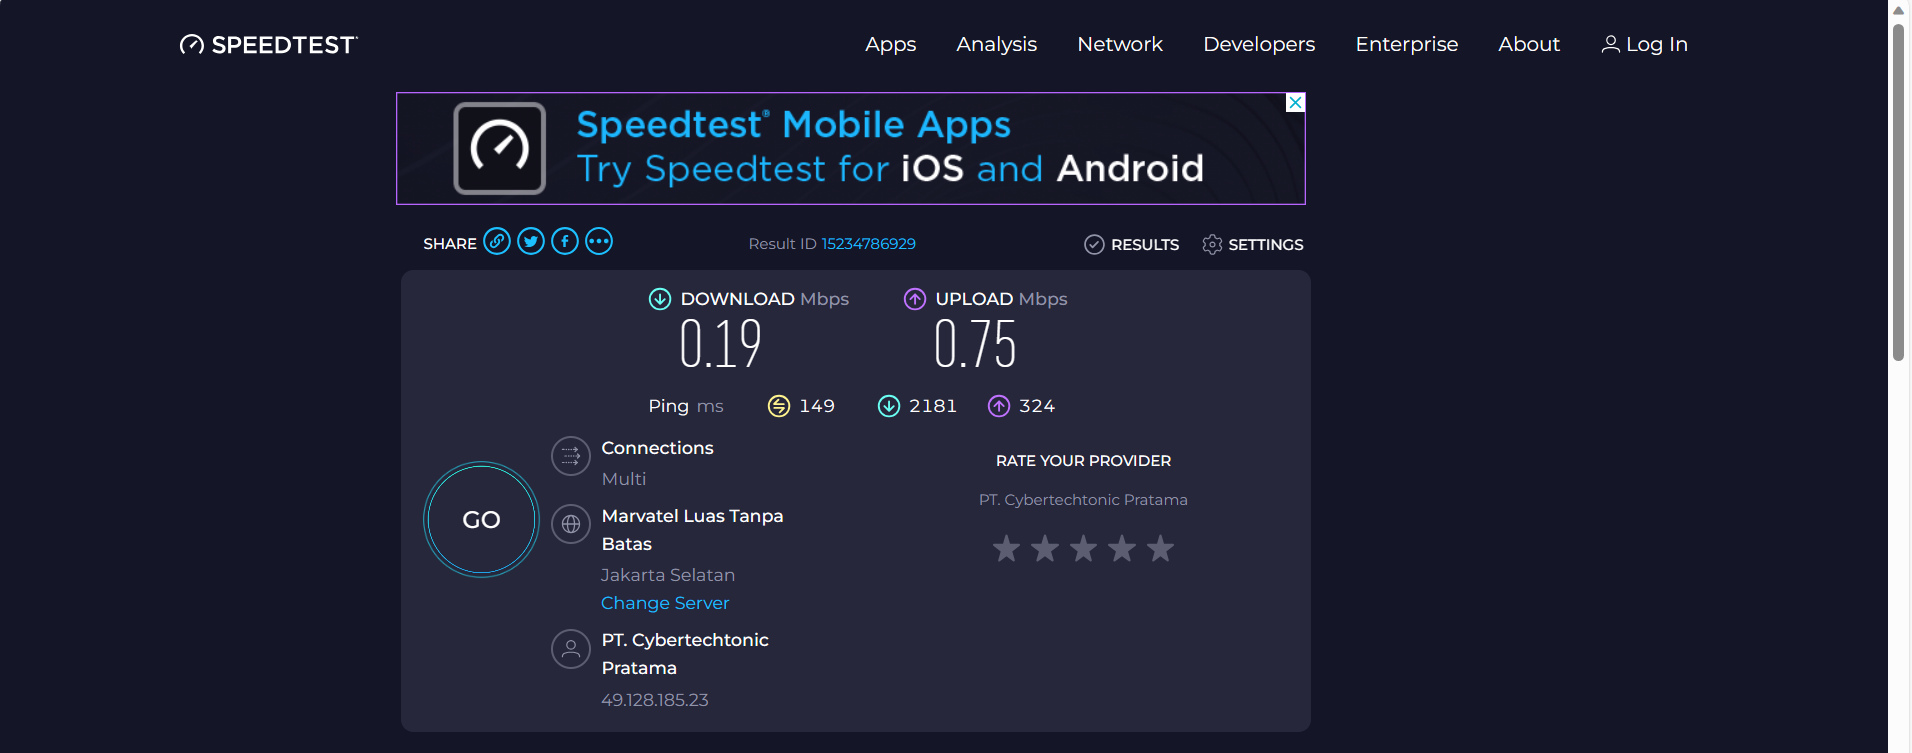 SPEEDTEST
Apps Analysis Network Developers Enterprise About Log In
Speedtest® Mobile Apps
Try Speedtest for iOS and Android
SHARE Result ID 15234786929 RESULTS SETTINGS
DOWNLOAD Mbps UPLOAD Mbps
0.19 0.75
Ping ms 149 2181 324
Connections
Multi
Marvatel Luas Tanpa
Batas
Jakarta Selatan
Change Server
PT. Cybertechtonic
Pratama
49.128.185.23
GO
RATE YOUR PROVIDER
PT. Cybertechtonic Pratama